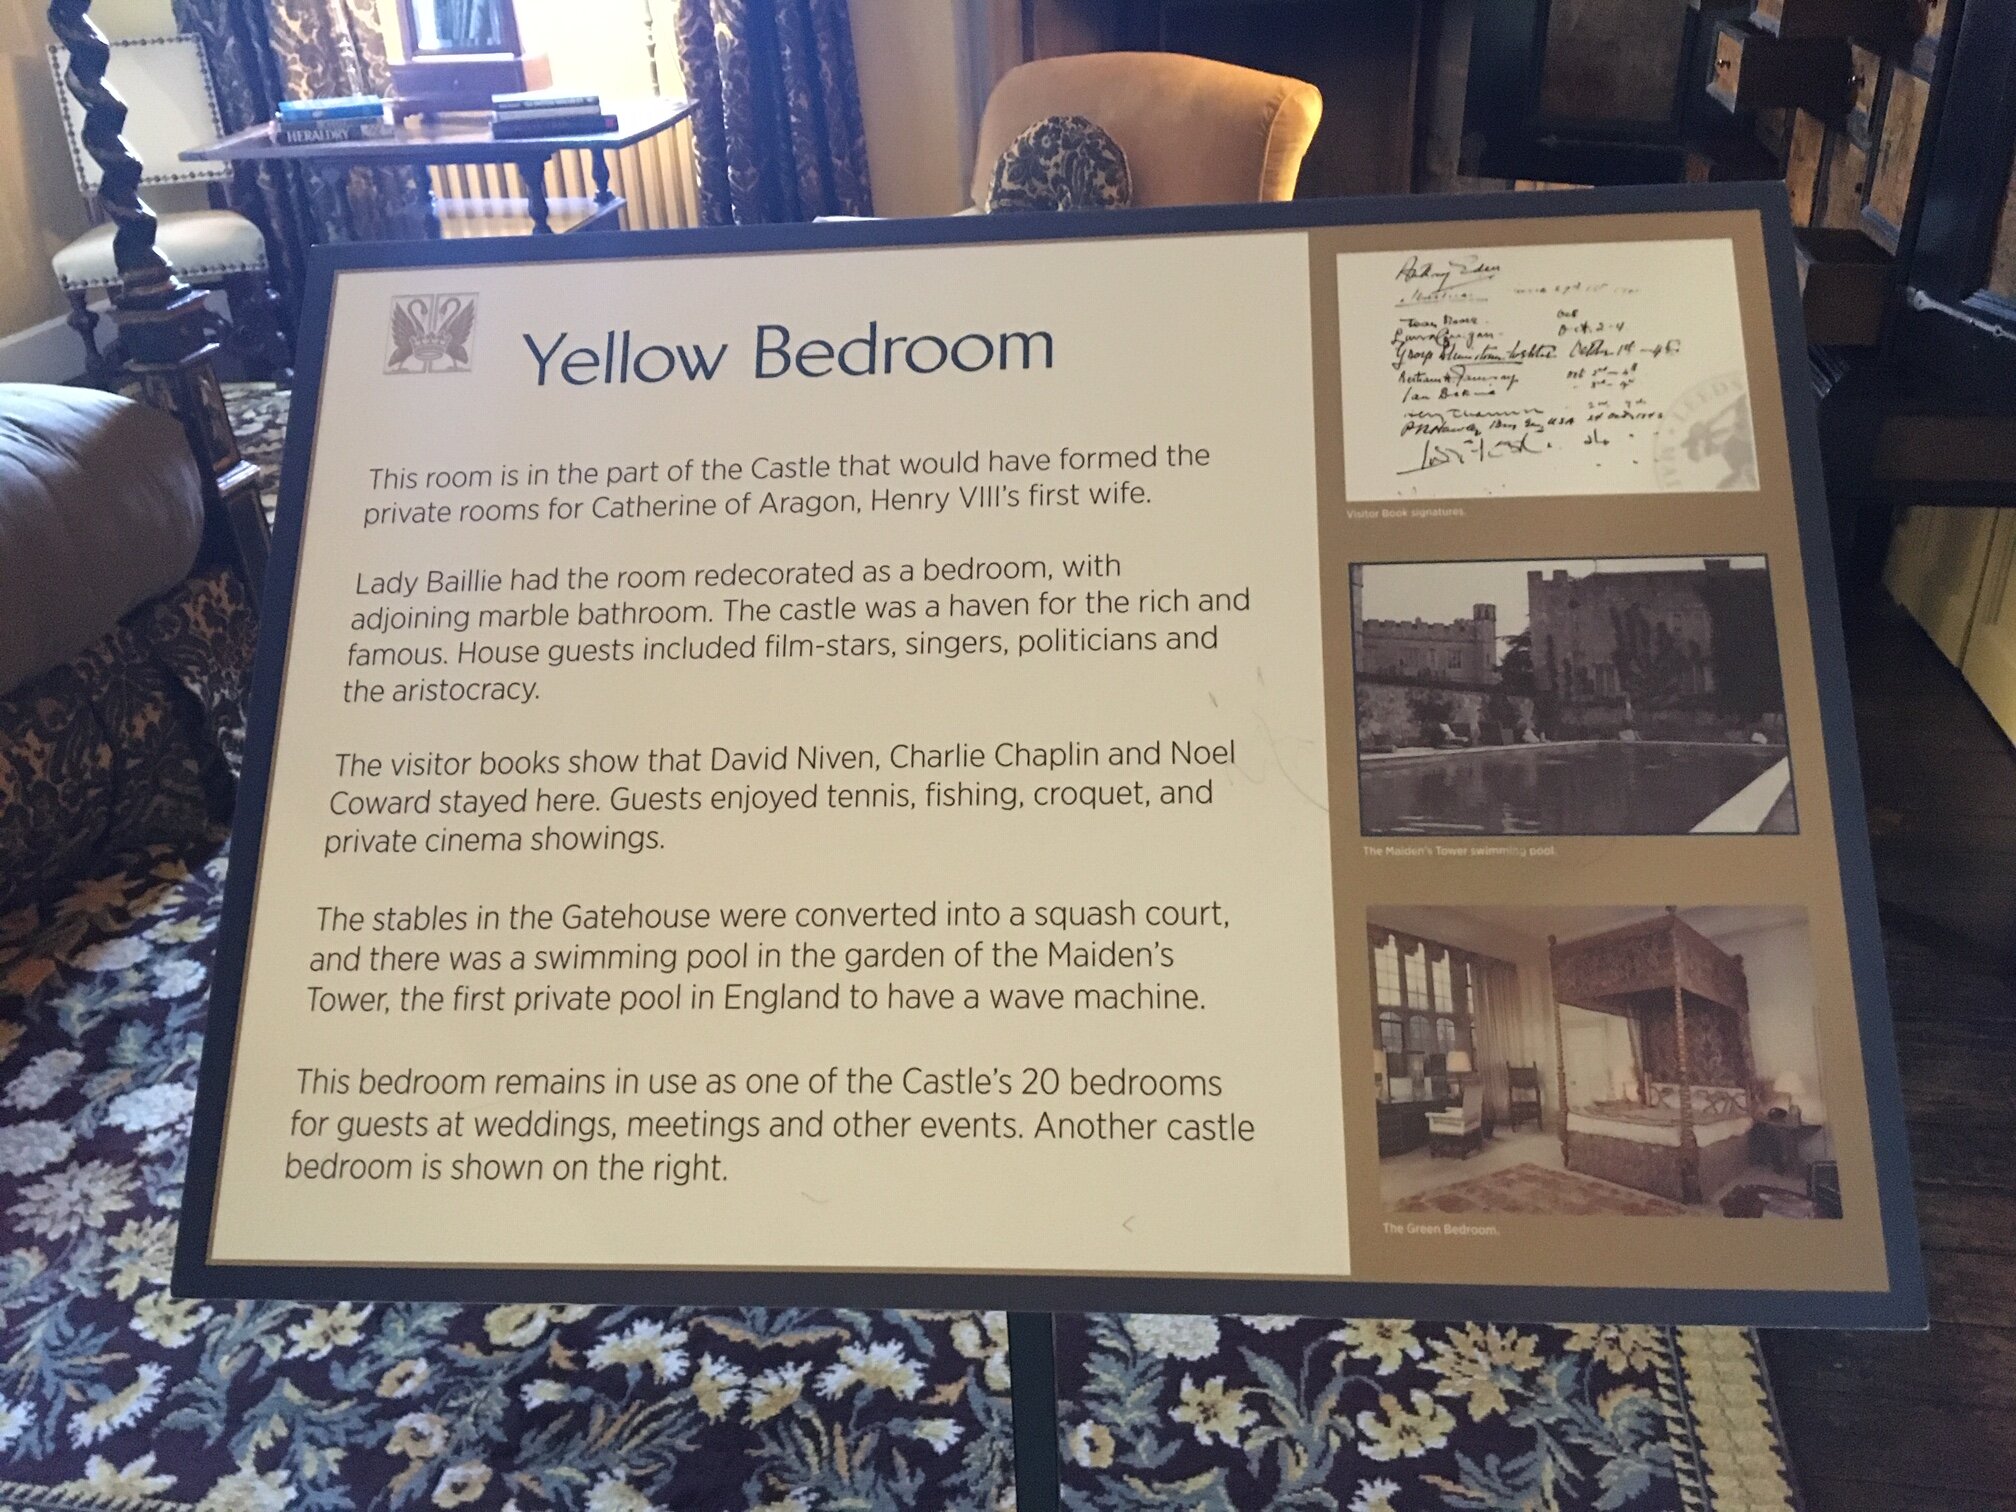 HERALDRY
Yellow Bedroom
This room is in the part of the Castle that would have formed the
private rooms for Catherine of Aragon, Henry VIII's first wife.
Lady Baillie had the room redecorated as a bedroom, with
adjoining marble bathroom. The castle was a haven for the rich and
famous. House guests included film-stars, singers, politicians and
the aristocracy.
The visitor books show that David Niven, Charlie Chaplin and Noel
Coward stayed here. Guests enjoyed tennis, fishing, croquet, and
private cinema showings.
The stables in the Gatehouse were converted into a squash court,
and there was a swimming pool in the garden of the Maiden's
Tower, the first private pool in England to have a wave machine.
This bedroom remains in use as one of the Castle's 20 bedrooms
for guests at weddings, meetings and other events. Another castle
bedroom is shown on the right.
Anthony Eden
Oct. 2-4
LEEDS
Visitor Book signatures.
The Maiden's Tower swimming pool.
The Green Bedroom.